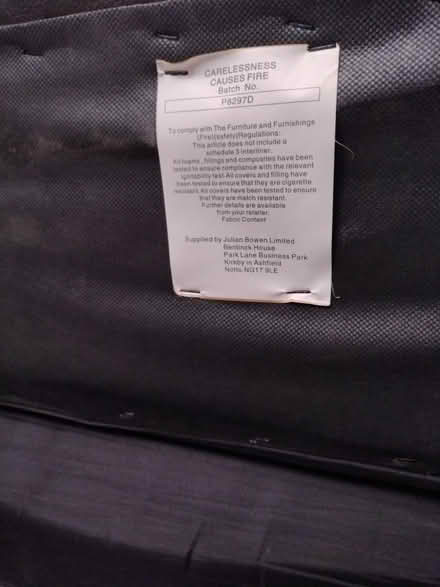 CARELESSNESS
CAUSES FIRE
Batch No.
P8297D
To comply with The Furniture and Furnishings
(Fire)(safety)Regulations:
This article does not include a
schedule 3 interliner.
All foams , fillings and composites have been
tested to ensure compliance with the relevant
ignitability test All covers and filling have
been tested to ensure that they are cigarette
resistant. All covers have been tested to ensure
that they are match resistant.
Further details are available
from your retailer.
Fabric Content
Supplied by Julian Bowen Limited
Bentinck House
Park Lane Business Park
Kirkby in Ashfield
Notts.NG17 9LE